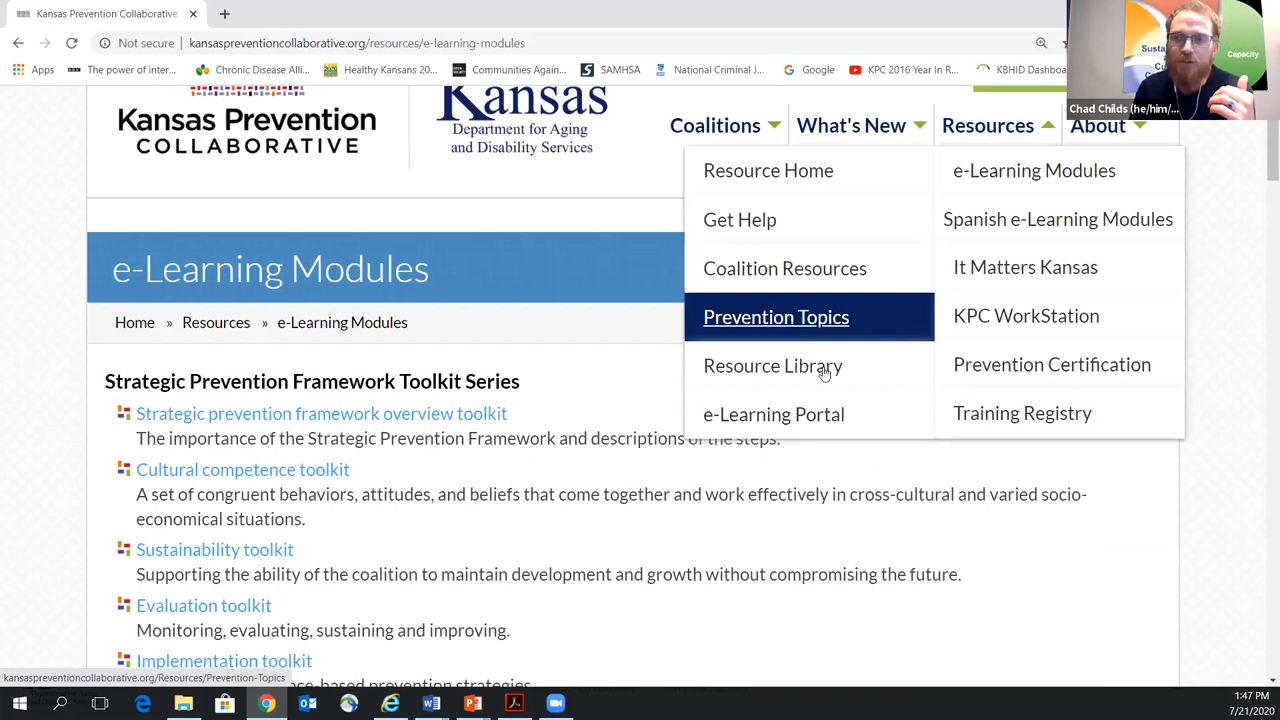 Kansas Prevention Collaborative
Not secure
kansaspreventioncollaborative.org/resources/e-learning-modules
Apps
The power of inter...
Chronic Disease Alli...
Healthy Kansas 20...
Communities Again...
SAMHSA
National Criminal J...
Google
KPC 2016 Year In R...
KBHID Dashboa
Capacity
Chad Childs (he/him/...
Kansas Prevention
COLLABORATIVE
Kansas
Department for Aging
and Disability Services
Coalitions
What's New
Resources
About
Resource Home
e-Learning Modules
Get Help
Spanish e-Learning Modules
Coalition Resources
It Matters Kansas
Prevention Topics
KPC WorkStation
Resource Library
Prevention Certification
e-Learning Portal
Training Registry
e-Learning Modules
Home » Resources » e-Learning Modules
Strategic Prevention Framework Toolkit Series
Strategic prevention framework overview toolkit
The importance of the Strategic Prevention Framework and descriptions of the steps.
Cultural competence toolkit
A set of congruent behaviors, attitudes, and beliefs that come together and work effectively in cross-cultural and varied socio-
economical situations.
Sustainability toolkit
Supporting the ability of the coalition to maintain development and growth without compromising the future.
Evaluation toolkit
Monitoring, evaluating, sustaining and improving.
Implementation toolkit
kansaspreventioncollaborative.org/Resources/Prevention-Topics
prevention strategies.
1:47 PM
7/21/2020